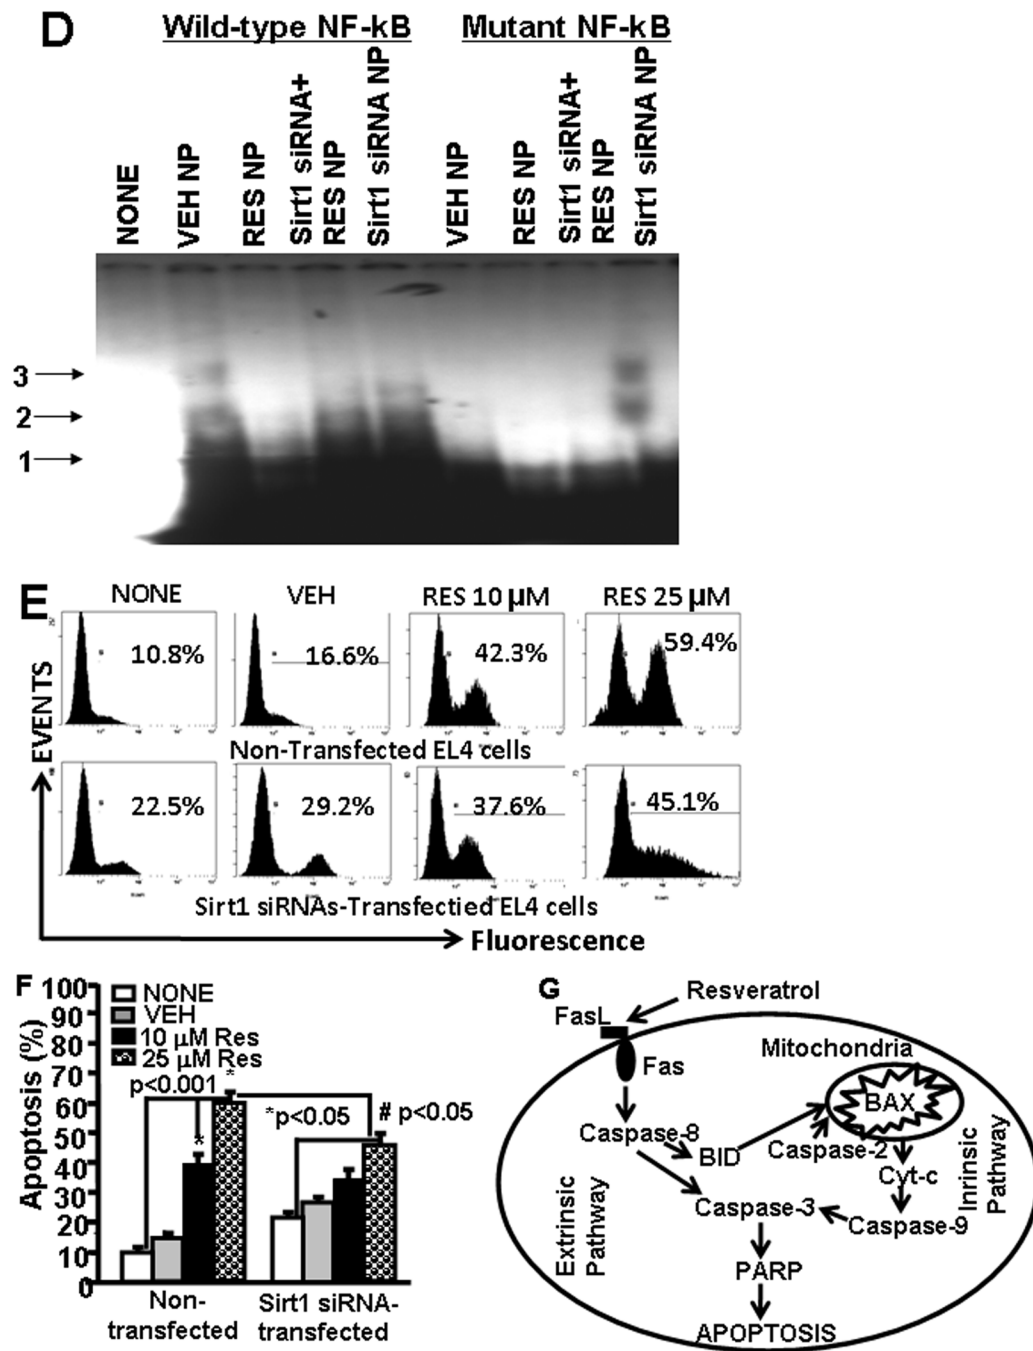 D
Wild-type NF-kB
Mutant NF-kB
NONE
VEH NP
RES NP
Sirt1 siRNA+
RES NP
Sirt1 siRNA NP
VEH NP
RES NP
Sirt1 siRNA+
RES NP
Sirt1 siRNA NP
3
2
1
E
NONE
VEH
RES 10 µM
RES 25 µM
10.8%
16.6%
42.3%
59.4%
EVENTS
Non-Transfected EL4 cells
22.5%
29.2%
37.6%
45.1%
Sirt1 siRNAs-Transfectied EL4 cells
Fluorescence
F
Apoptosis (%)
100
90
80
70
60
50
40
30
20
10
0
NONE
VEH
10 µM Res
25 µM Res
p<0.001
*
*
*p<0.05
# p<0.05
Non-
transfected
Sirt1 siRNA-
transfected
G
Resveratrol
FasL
Fas
Mitochondria
BAX
Caspase-8
BID
Caspase-2
Cyt-c
Caspase-3
Caspase-9
Extrinsic
Pathway
Inrinsic
Pathway
PARP
APOPTOSIS